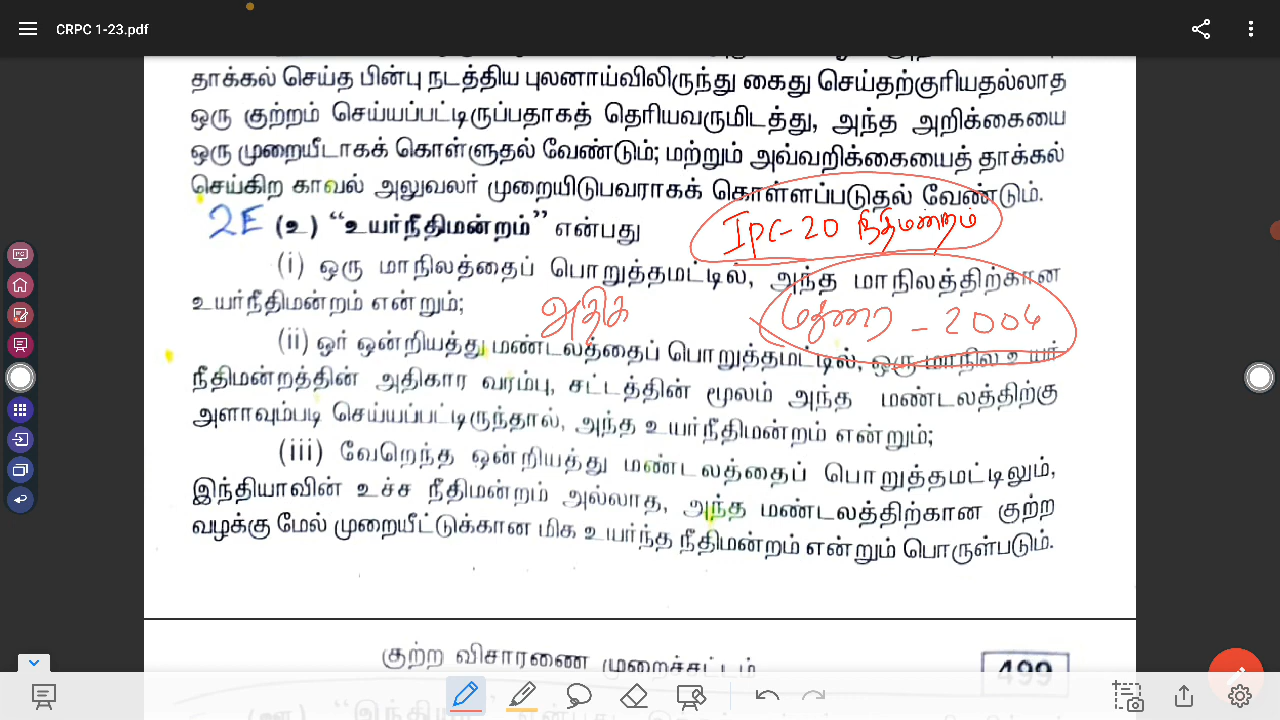 CRPC 1-23.pdf
தாக்கல் செய்த பின்பு நடத்திய புலனாய்விலிருந்து கைது செய்தற்குரியதல்லாத
ஒரு குற்றம் செய்யப்பட்டிருப்பதாகத் தெரியவருமிடத்து, அந்த அறிக்கையை
ஒரு முறையீடாகக் கொள்ளுதல் வேண்டும்; மற்றும் அவ்வறிக்கையைத் தாக்கல்
செய்கிற காவல் அலுவலர் முறையிடுபவராகக் கொள்ளப்படுதல் வேண்டும்.
2E (உ) “உயர்நீதிமன்றம்” என்பது
IPC-20 நீதிமன்றம்
(i) ஒரு மாநிலத்தைப் பொறுத்தமட்டில், அந்த மாநிலத்திற்கான
உயர்நீதிமன்றம் என்றும்;
மதுரை - 2004
(ii) ஓர் ஒன்றியத்து மண்டலத்தைப் பொறுத்தமட்டில், ஒரு மாநில உயர்
நீதிமன்றத்தின் அதிகார வரம்பு, சட்டத்தின் மூலம் அந்த மண்டலத்திற்கு
அளாவும்படி செய்யப்பட்டிருந்தால், அந்த உயர்நீதிமன்றம் என்றும்;
(iii) வேறெந்த ஒன்றியத்து மண்டலத்தைப் பொறுத்தமட்டிலும்,
இந்தியாவின் உச்ச நீதிமன்றம் அல்லாத, அந்த மண்டலத்திற்கான குற்ற
வழக்கு மேல் முறையீட்டுக்கான மிக உயர்ந்த நீதிமன்றம் என்றும் பொருள்படும்.
குற்ற விசாரணை முறைச்சட்டம்
499